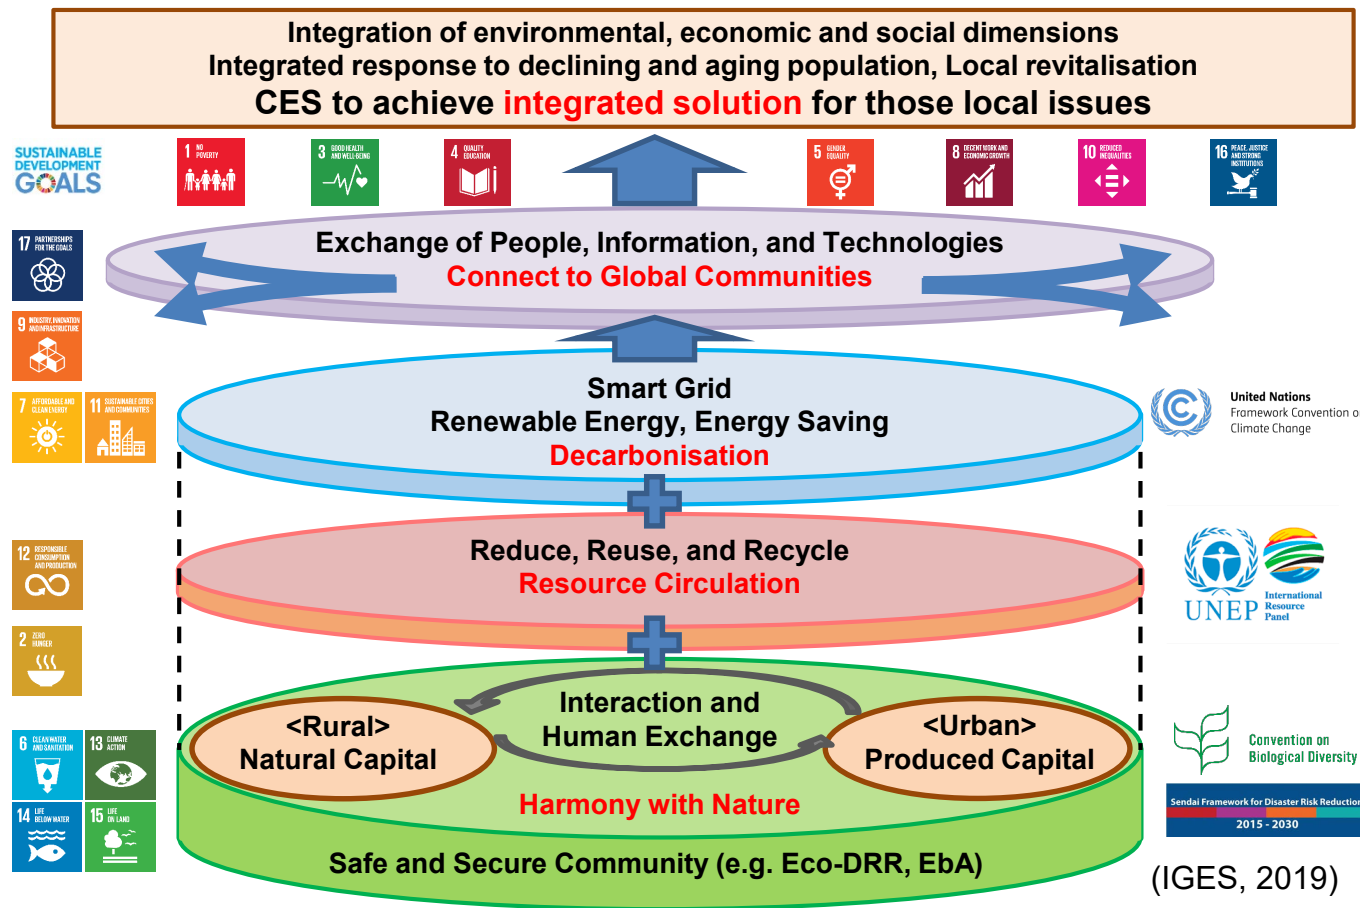 Integration of environmental, economic and social dimensions
Integrated response to declining and aging population, Local revitalisation
CES to achieve integrated solution for those local issues
SUSTAINABLE
DEVELOPMENT
GOALS
1 NO
POVERTY
3 GOOD HEALTH
AND WELL-BEING
4 QUALITY
EDUCATION
5 GENDER
EQUALITY
8 DECENT WORK AND
ECONOMIC GROWTH
10 REDUCED
INEQUALITIES
16 PEACE, JUSTICE
AND STRONG
INSTITUTIONS
17 PARTNERSHIPS
FOR THE GOALS
Exchange of People, Information, and Technologies
Connect to Global Communities
9 INDUSTRY, INNOVATION
AND INFRASTRUCTURE
7 AFFORDABLE AND
CLEAN ENERGY
11 SUSTAINABLE CITIES
AND COMMUNITIES
Smart Grid
Renewable Energy, Energy Saving
Decarbonisation
United Nations
Framework Convention on
Climate Change
12 RESPONSIBLE
CONSUMPTION
AND PRODUCTION
Reduce, Reuse, and Recycle
Resource Circulation
UNEP
International
Resource
Panel
2 ZERO
HUNGER
6 CLEAN WATER
AND SANITATION
13 CLIMATE
ACTION
14 LIFE
BELOW WATER
15 LIFE
ON LAND
<Rural>
Natural Capital
Interaction and
Human Exchange
<Urban>
Produced Capital
Harmony with Nature
Safe and Secure Community (e.g. Eco-DRR, EbA)
Convention on
Biological Diversity
Sendai Framework for Disaster Risk Reduction
2015 - 2030
(IGES, 2019)